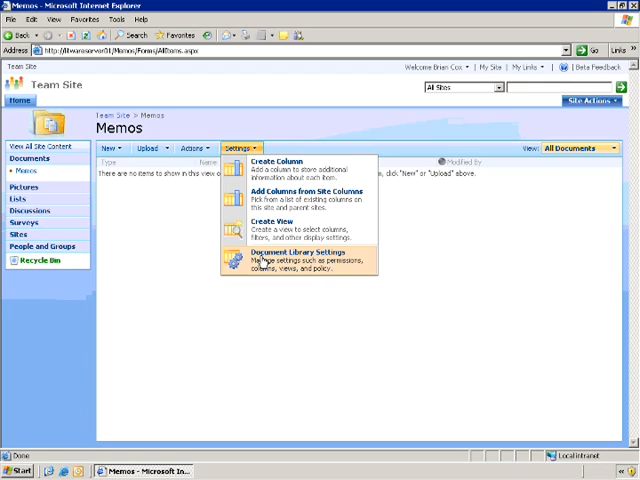 Memos - Microsoft Internet Explorer
File Edit View Favorites Tools Help
Back Search Favorites
Address http://litwareserver01/Memos/Forms/AllItems.aspx Go Links »
Team Site Welcome Brian Cox My Site My Links Beta Feedback
Team Site All Sites
Home Site Actions
Team Site > Memos
Memos
View All Site Content
Documents
Memos
Pictures
Lists
Discussions
Surveys
Sites
People and Groups
Recycle Bin
New Upload Actions Settings View: All Documents
Type Name Modified By
There are no items to show in this view o click "New" or "Upload" above.
Create Column
Add a column to store additional
information about each item.
Add Columns from Site Columns
Pick from a list of existing columns on
this site and parent sites.
Create View
Create a view to select columns,
filters, and other display settings.
Document Library Settings
Manage settings such as permissions,
columns, views, and policy.
Done Local intranet
Start Memos - Microsoft In... «